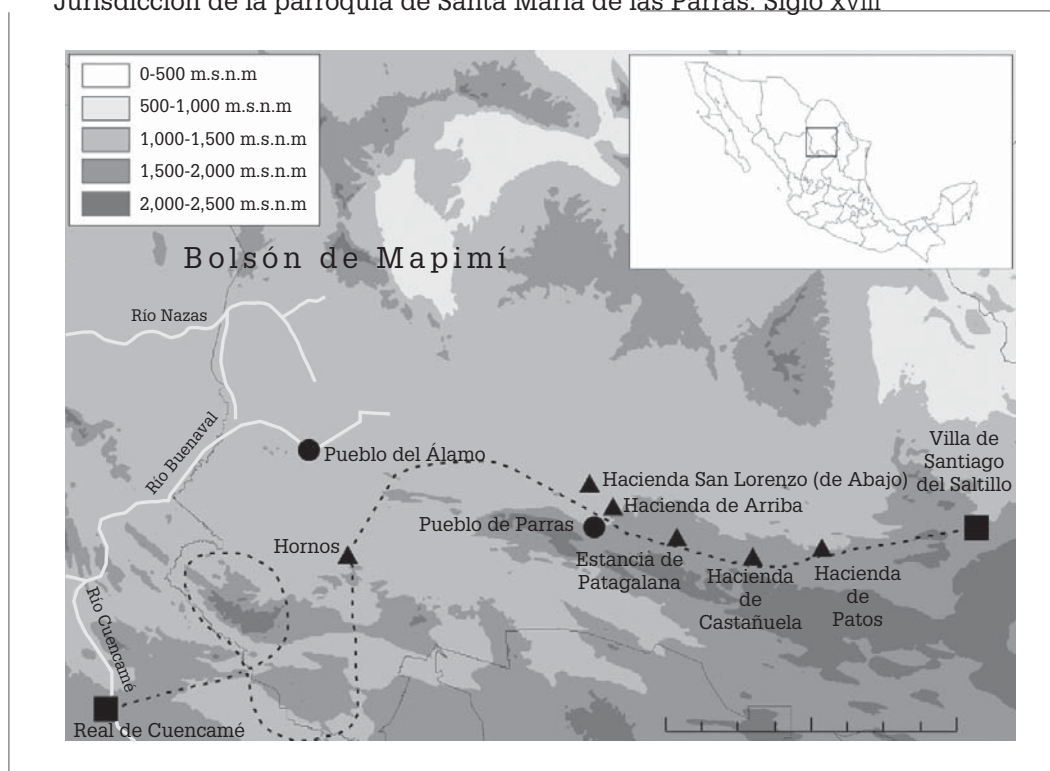 Jurisdicción de la parroquia de Santa María de las Parras. Siglo xviii
0-500 m.s.n.m
500-1,000 m.s.n.m
1,000-1,500 m.s.n.m
1,500-2,000 m.s.n.m
2,000-2,500 m.s.n.m
Bolsón de Mapimí
Río Nazas
Río Buenaval
Pueblo del Álamo
Villa de
Santiago
del Saltillo
Hacienda San Lorenzo (de Abajo)
Hacienda de Arriba
Pueblo de Parras
Hornos
Estancia de
Patagalana
Hacienda
de
Castañuela
Hacienda
de
Patos
Río Cuencamé
Real de Cuencamé